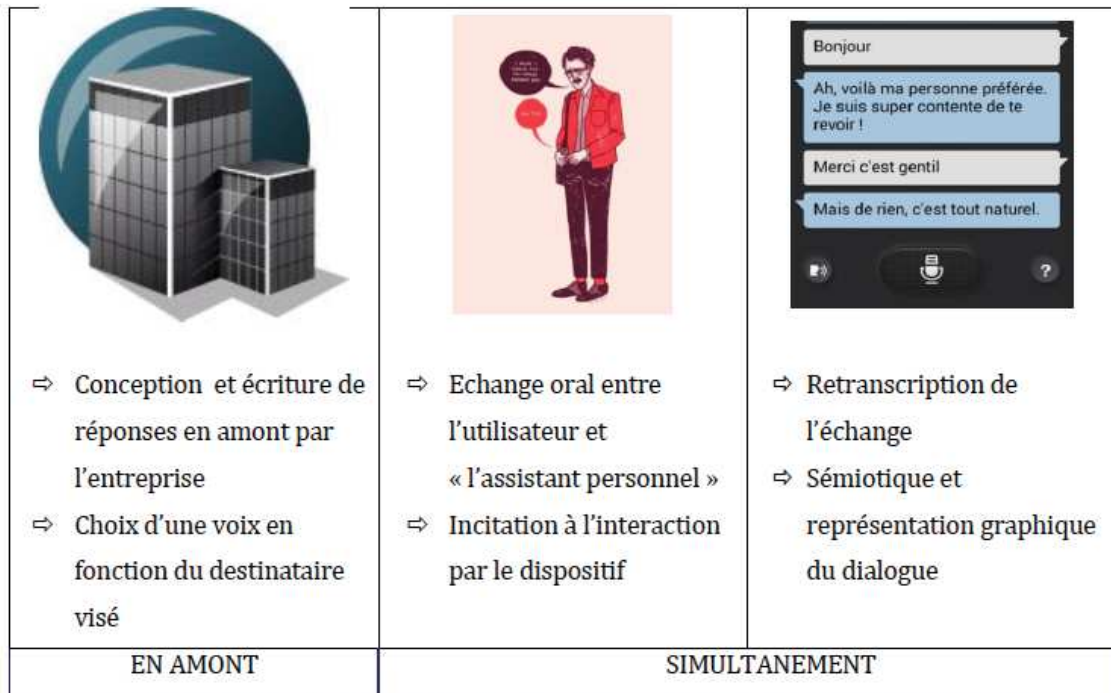 Bonjour
Ah, voilà ma personne préférée.
Je suis super contente de te
revoir !
Merci c'est gentil
Mais de rien, c'est tout naturel.
?
⇨ Conception et écriture de
réponses en amont par
l'entreprise
⇨ Choix d'une voix en
fonction du destinataire
visé
⇨ Echange oral entre
l'utilisateur et
« l'assistant personnel »
⇨ Incitation à l'interaction
par le dispositif
⇨ Retranscription de
l'échange
⇨ Sémiotique et
représentation graphique
du dialogue
EN AMONT
SIMULTANEMENT